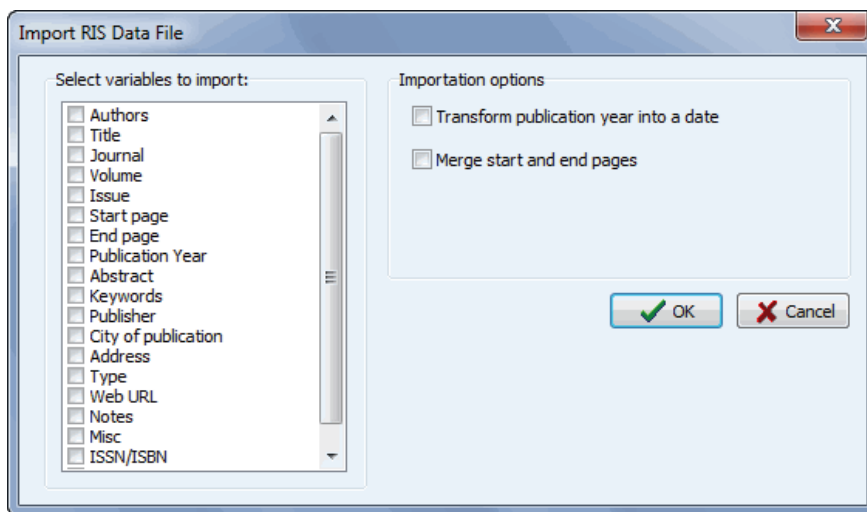 Import RIS Data File
Select variables to import:
Authors
Title
Journal
Volume
Issue
Start page
End page
Publication Year
Abstract
Keywords
Publisher
City of publication
Address
Type
Web URL
Notes
Misc
ISSN/ISBN
Importation options
Transform publication year into a date
Merge start and end pages
OK
Cancel